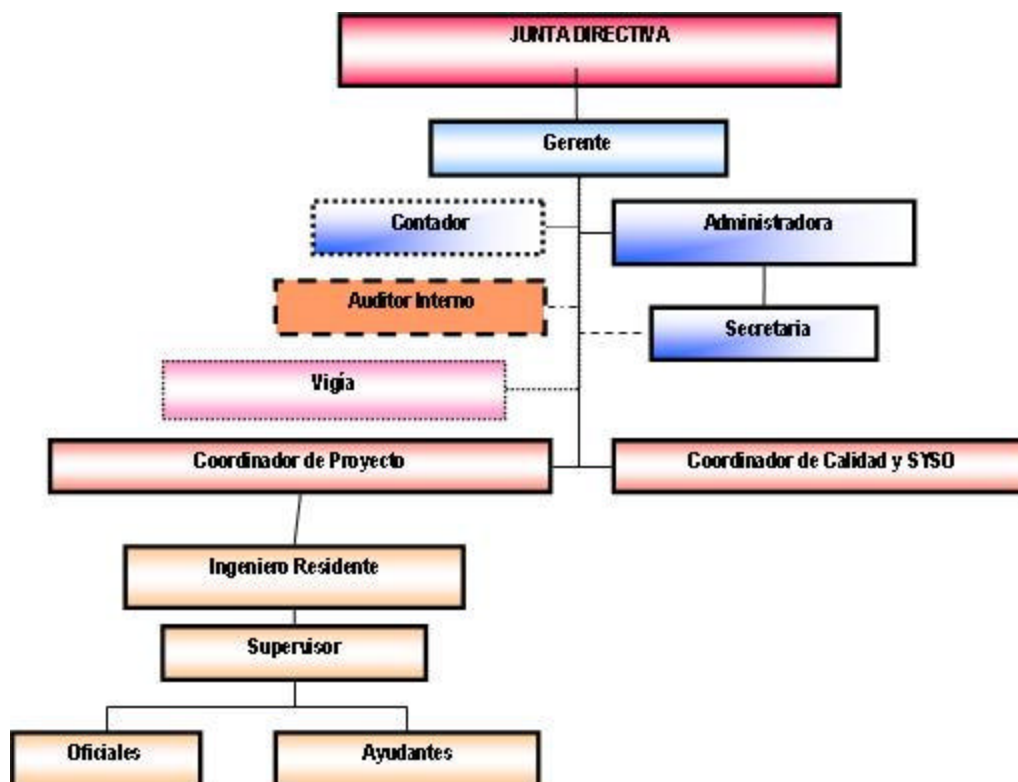 JUNTA DIRECTIVA
Gerente
Contador
Administradora
Auditor Interno
Secretaria
Vigía
Coordinador de Proyecto
Coordinador de Calidad y SYSO
Ingeniero Residente
Supervisor
Oficiales
Ayudantes